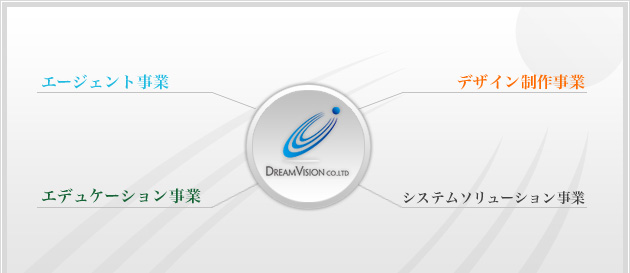 エージェント事業
デザイン制作事業
DREAMVISION CO.,LTD
エデュケーション事業
システムソリューション事業